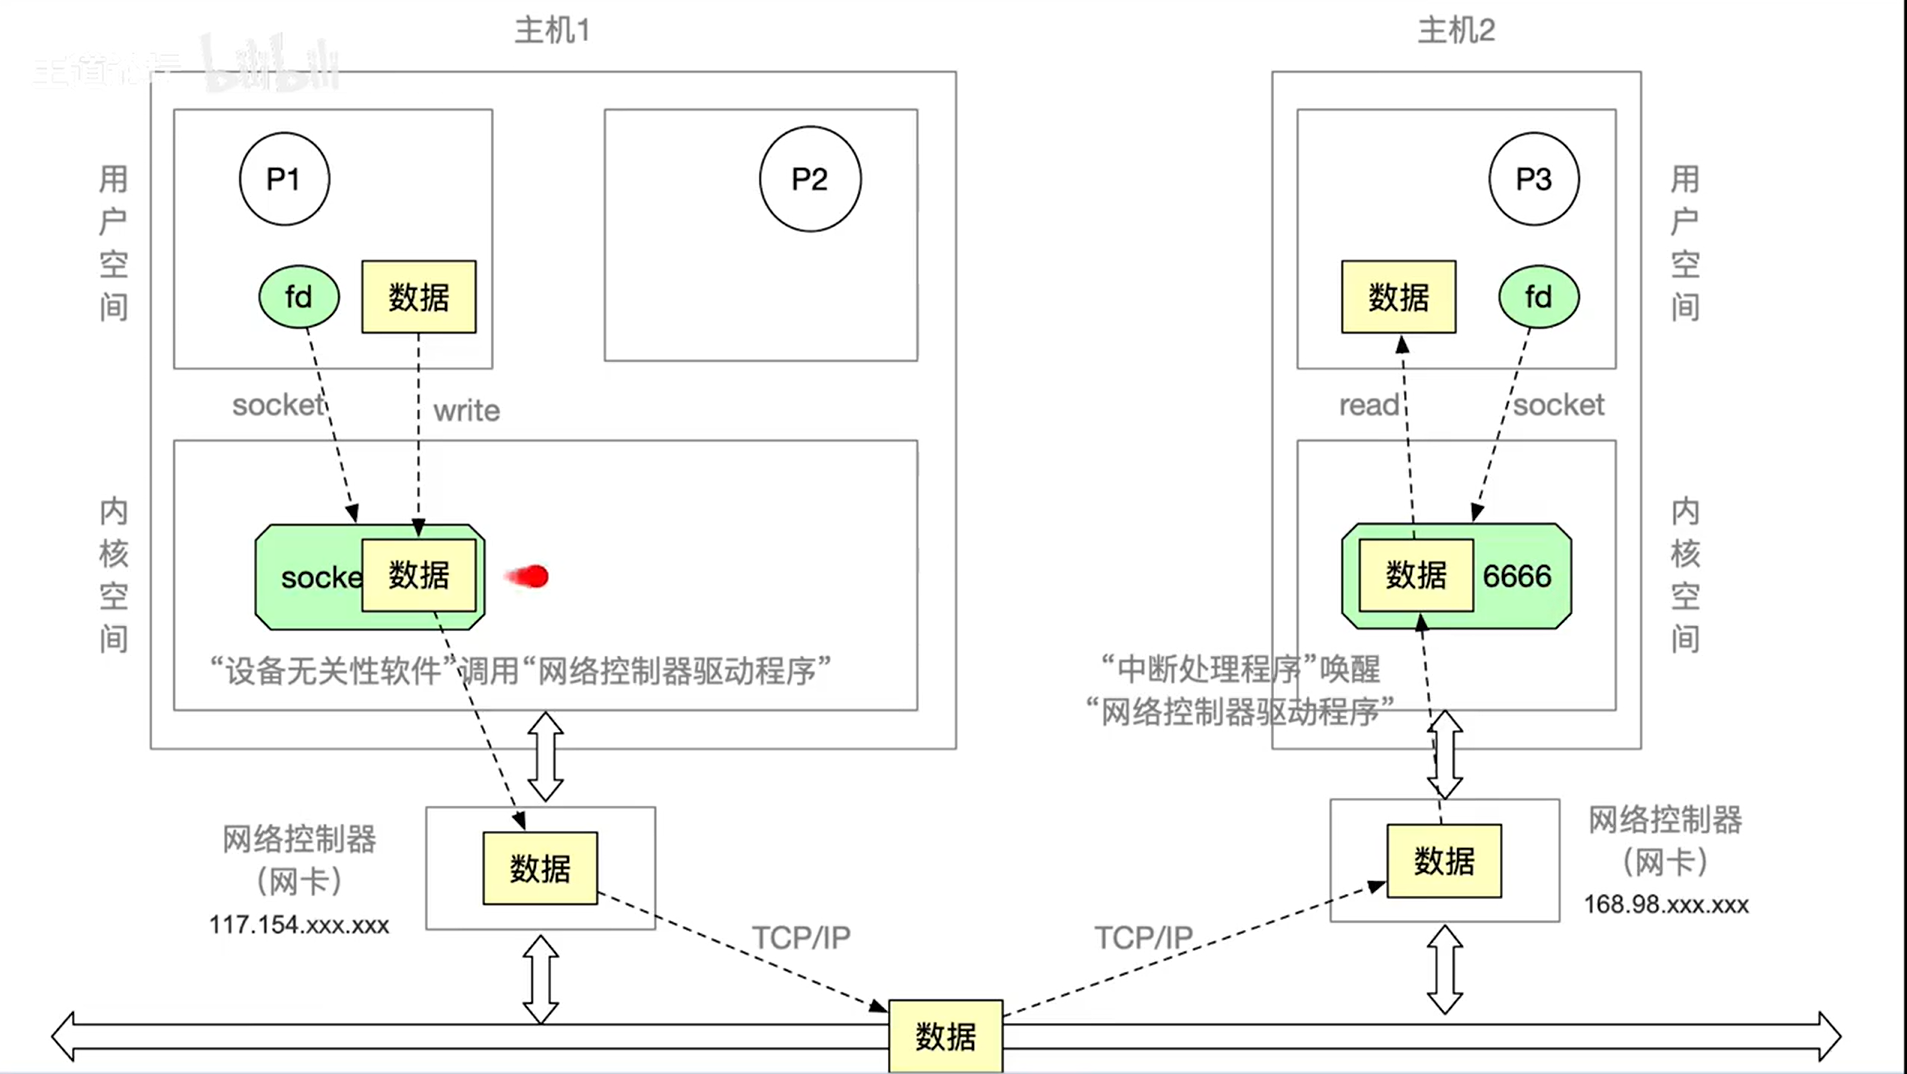 主机1
主机2
bilibili
用户空间
P1
P2
P3
用户空间
fd
数据
数据
fd
socket
write
read
socket
内核空间
socke
数据
数据
6666
内核空间
“设备无关性软件”调用“网络控制器驱动程序”
“中断处理程序”唤醒
“网络控制器驱动程序”
网络控制器
（网卡）
117.154.xxx.xxx
数据
数据
网络控制器
（网卡）
168.98.xxx.xxx
TCP/IP
TCP/IP
数据